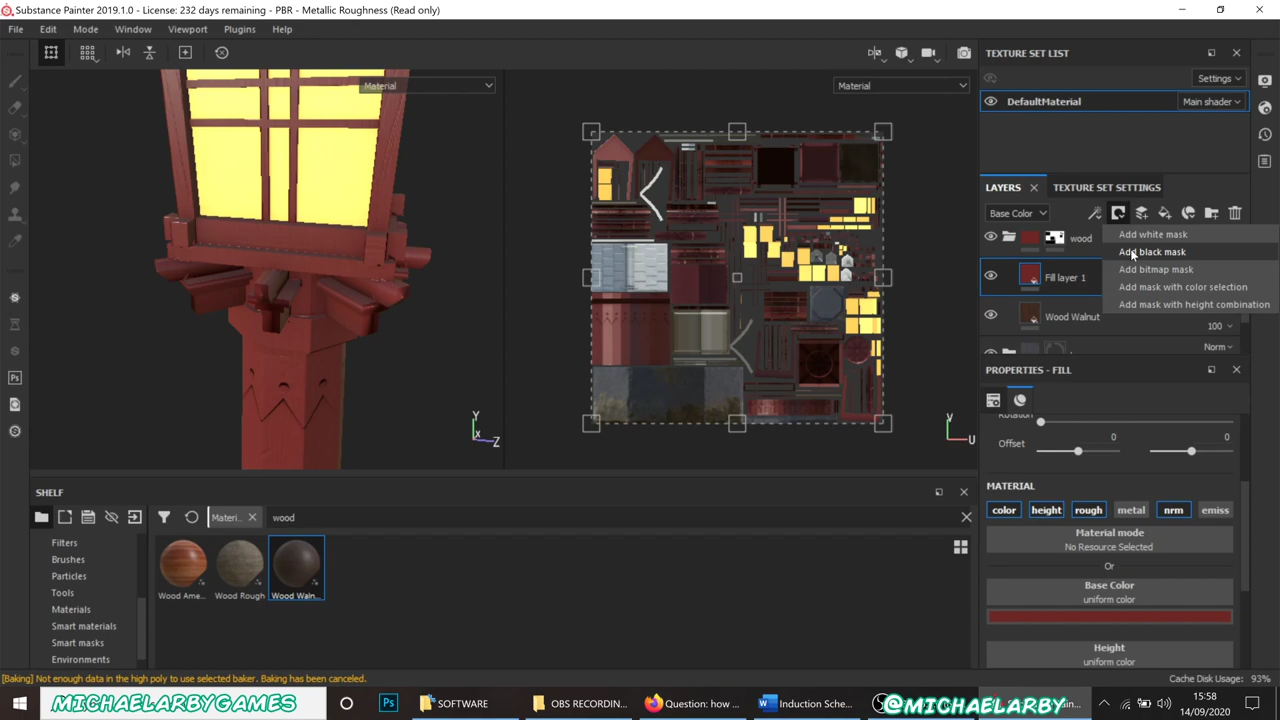 Substance Painter 2019.1.0 - License: 232 days remaining - PBR - Metallic Roughness (Read only)
File Edit Mode Window Viewport Plugins Help
Material
Material
Y
X
Z
V
U
TEXTURE SET LIST
Settings
DefaultMaterial
Main shader
LAYERS
TEXTURE SET SETTINGS
Base Color
wood
Fill layer 1
Wood Walnut
100
Norm
Add white mask
Add black mask
Add bitmap mask
Add mask with color selection
Add mask with height combination
PROPERTIES - FILL
Rotation
Offset
0
0
MATERIAL
color height rough metal nrm emiss
Material mode
No Resource Selected
Or
Base Color
uniform color
Height
uniform color
SHELF
Materi...
wood
Filters
Brushes
Particles
Tools
Materials
Smart materials
Smart masks
Environments
Wood Ame...
Wood Rough
Wood Waln...
Ps
[Baking] Not enough data in the high poly to use selected baker. Baking has been canceled.
Cache Disk Usage: 93%
MICHAELARBYGAMES
Ps
SOFTWARE
OBS RECORDIN...
Question: how ...
Induction Sche...
@MICHAELARBY
15:58
14/09/2020